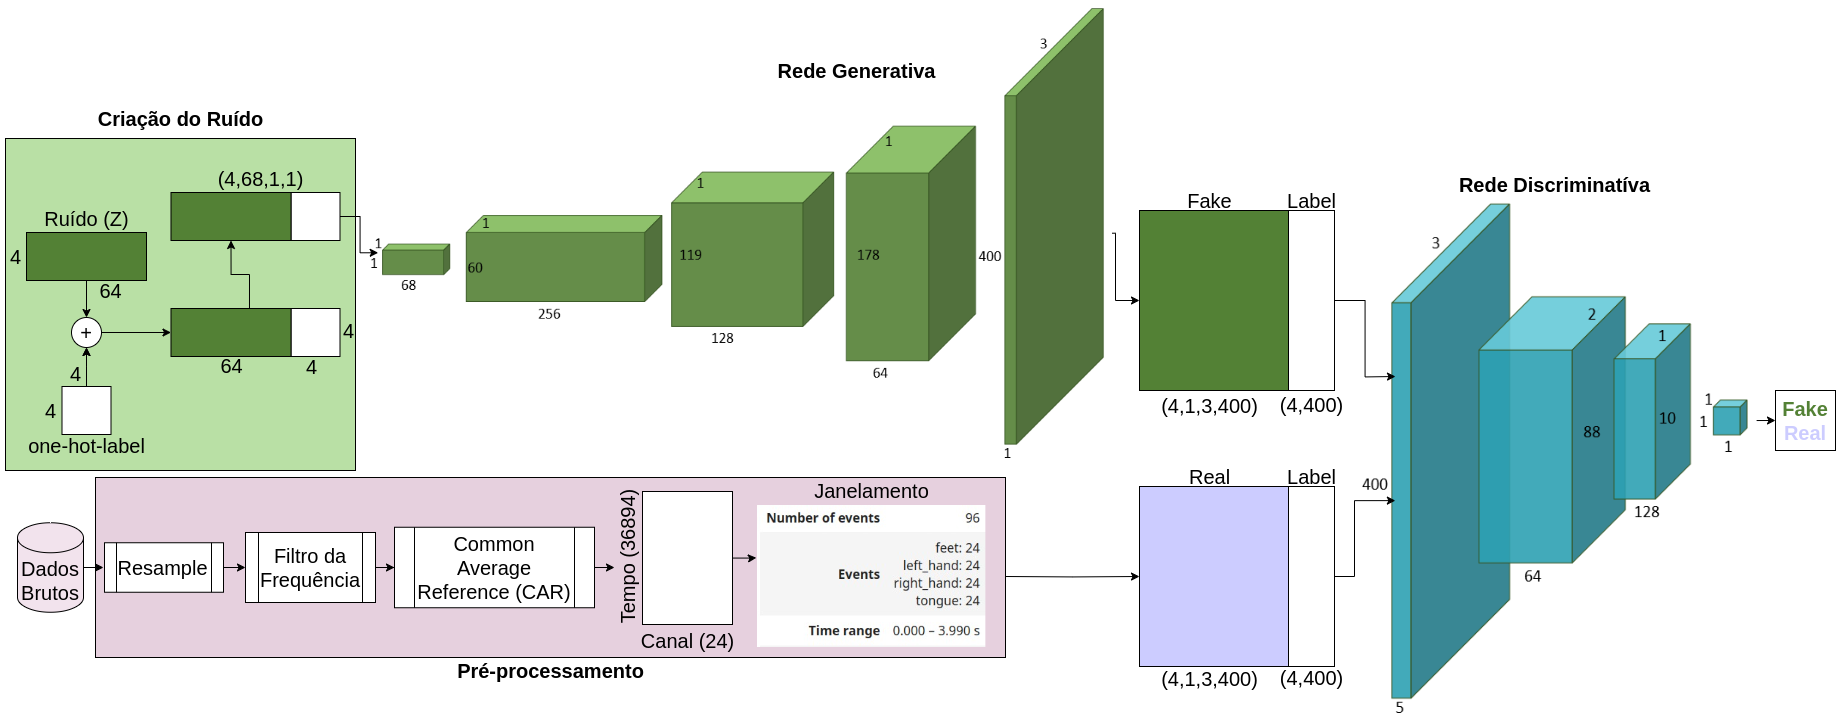 Criação do Ruído
(4,68,1,1)
Ruído (Z)
4
64
+
4
64
4
4
4
one-hot-label
Rede Generativa
1
1
68
1
60
256
1
119
128
1
178
64
3
400
1
Fake
Label
(4,1,3,400)
(4,400)
Rede Discriminatíva
3
400
5
2
88
64
1
10
128
1
1
1
Fake
Real
Dados
Brutos
Resample
Filtro da
Frequência
Common
Average
Reference (CAR)
Tempo (36894)
Canal (24)
Janelamento
Number of events 96
Events
feet: 24
left_hand: 24
right_hand: 24
tongue: 24
Time range 0.000 – 3.990 s
Pré-processamento
Real
Label
(4,1,3,400)
(4,400)